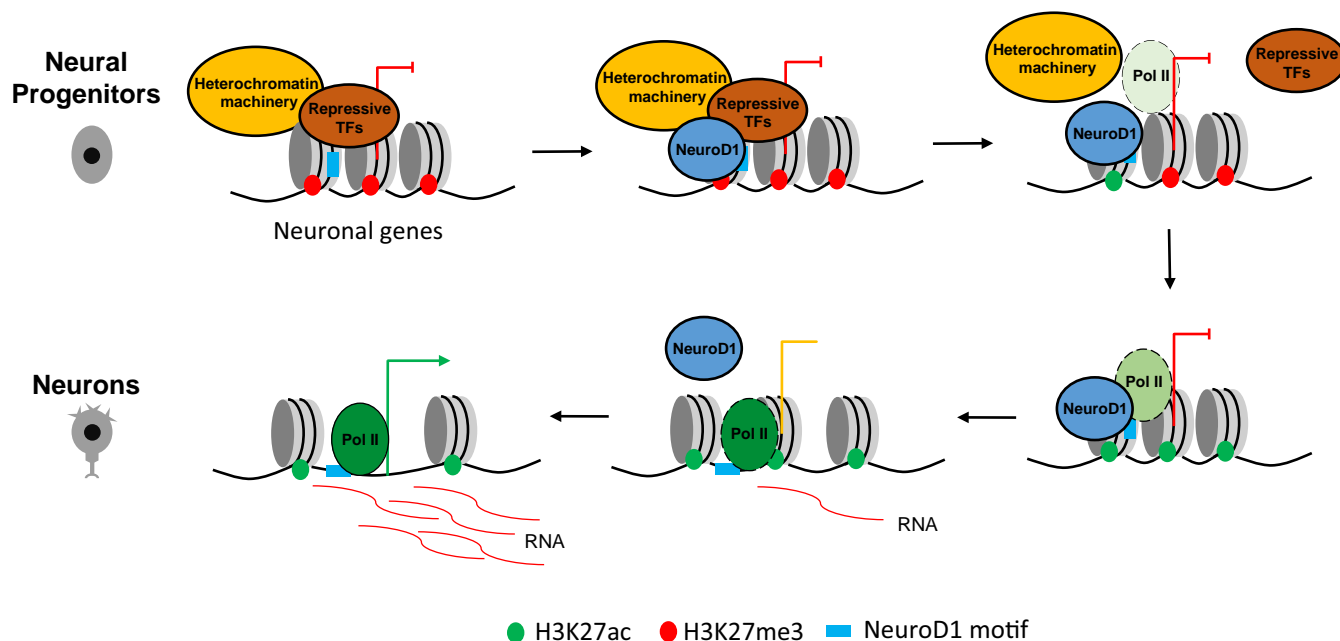 Neural
Progenitors
Heterochromatin
machinery
Repressive
TFs
Neuronal genes
Heterochromatin
machinery
Repressive
TFs
NeuroD1
Heterochromatin
machinery
Pol II
Repressive
TFs
NeuroD1
Neurons
Pol II
RNA
NeuroD1
Pol II
RNA
Pol II
NeuroD1
H3K27ac H3K27me3 NeuroD1 motif